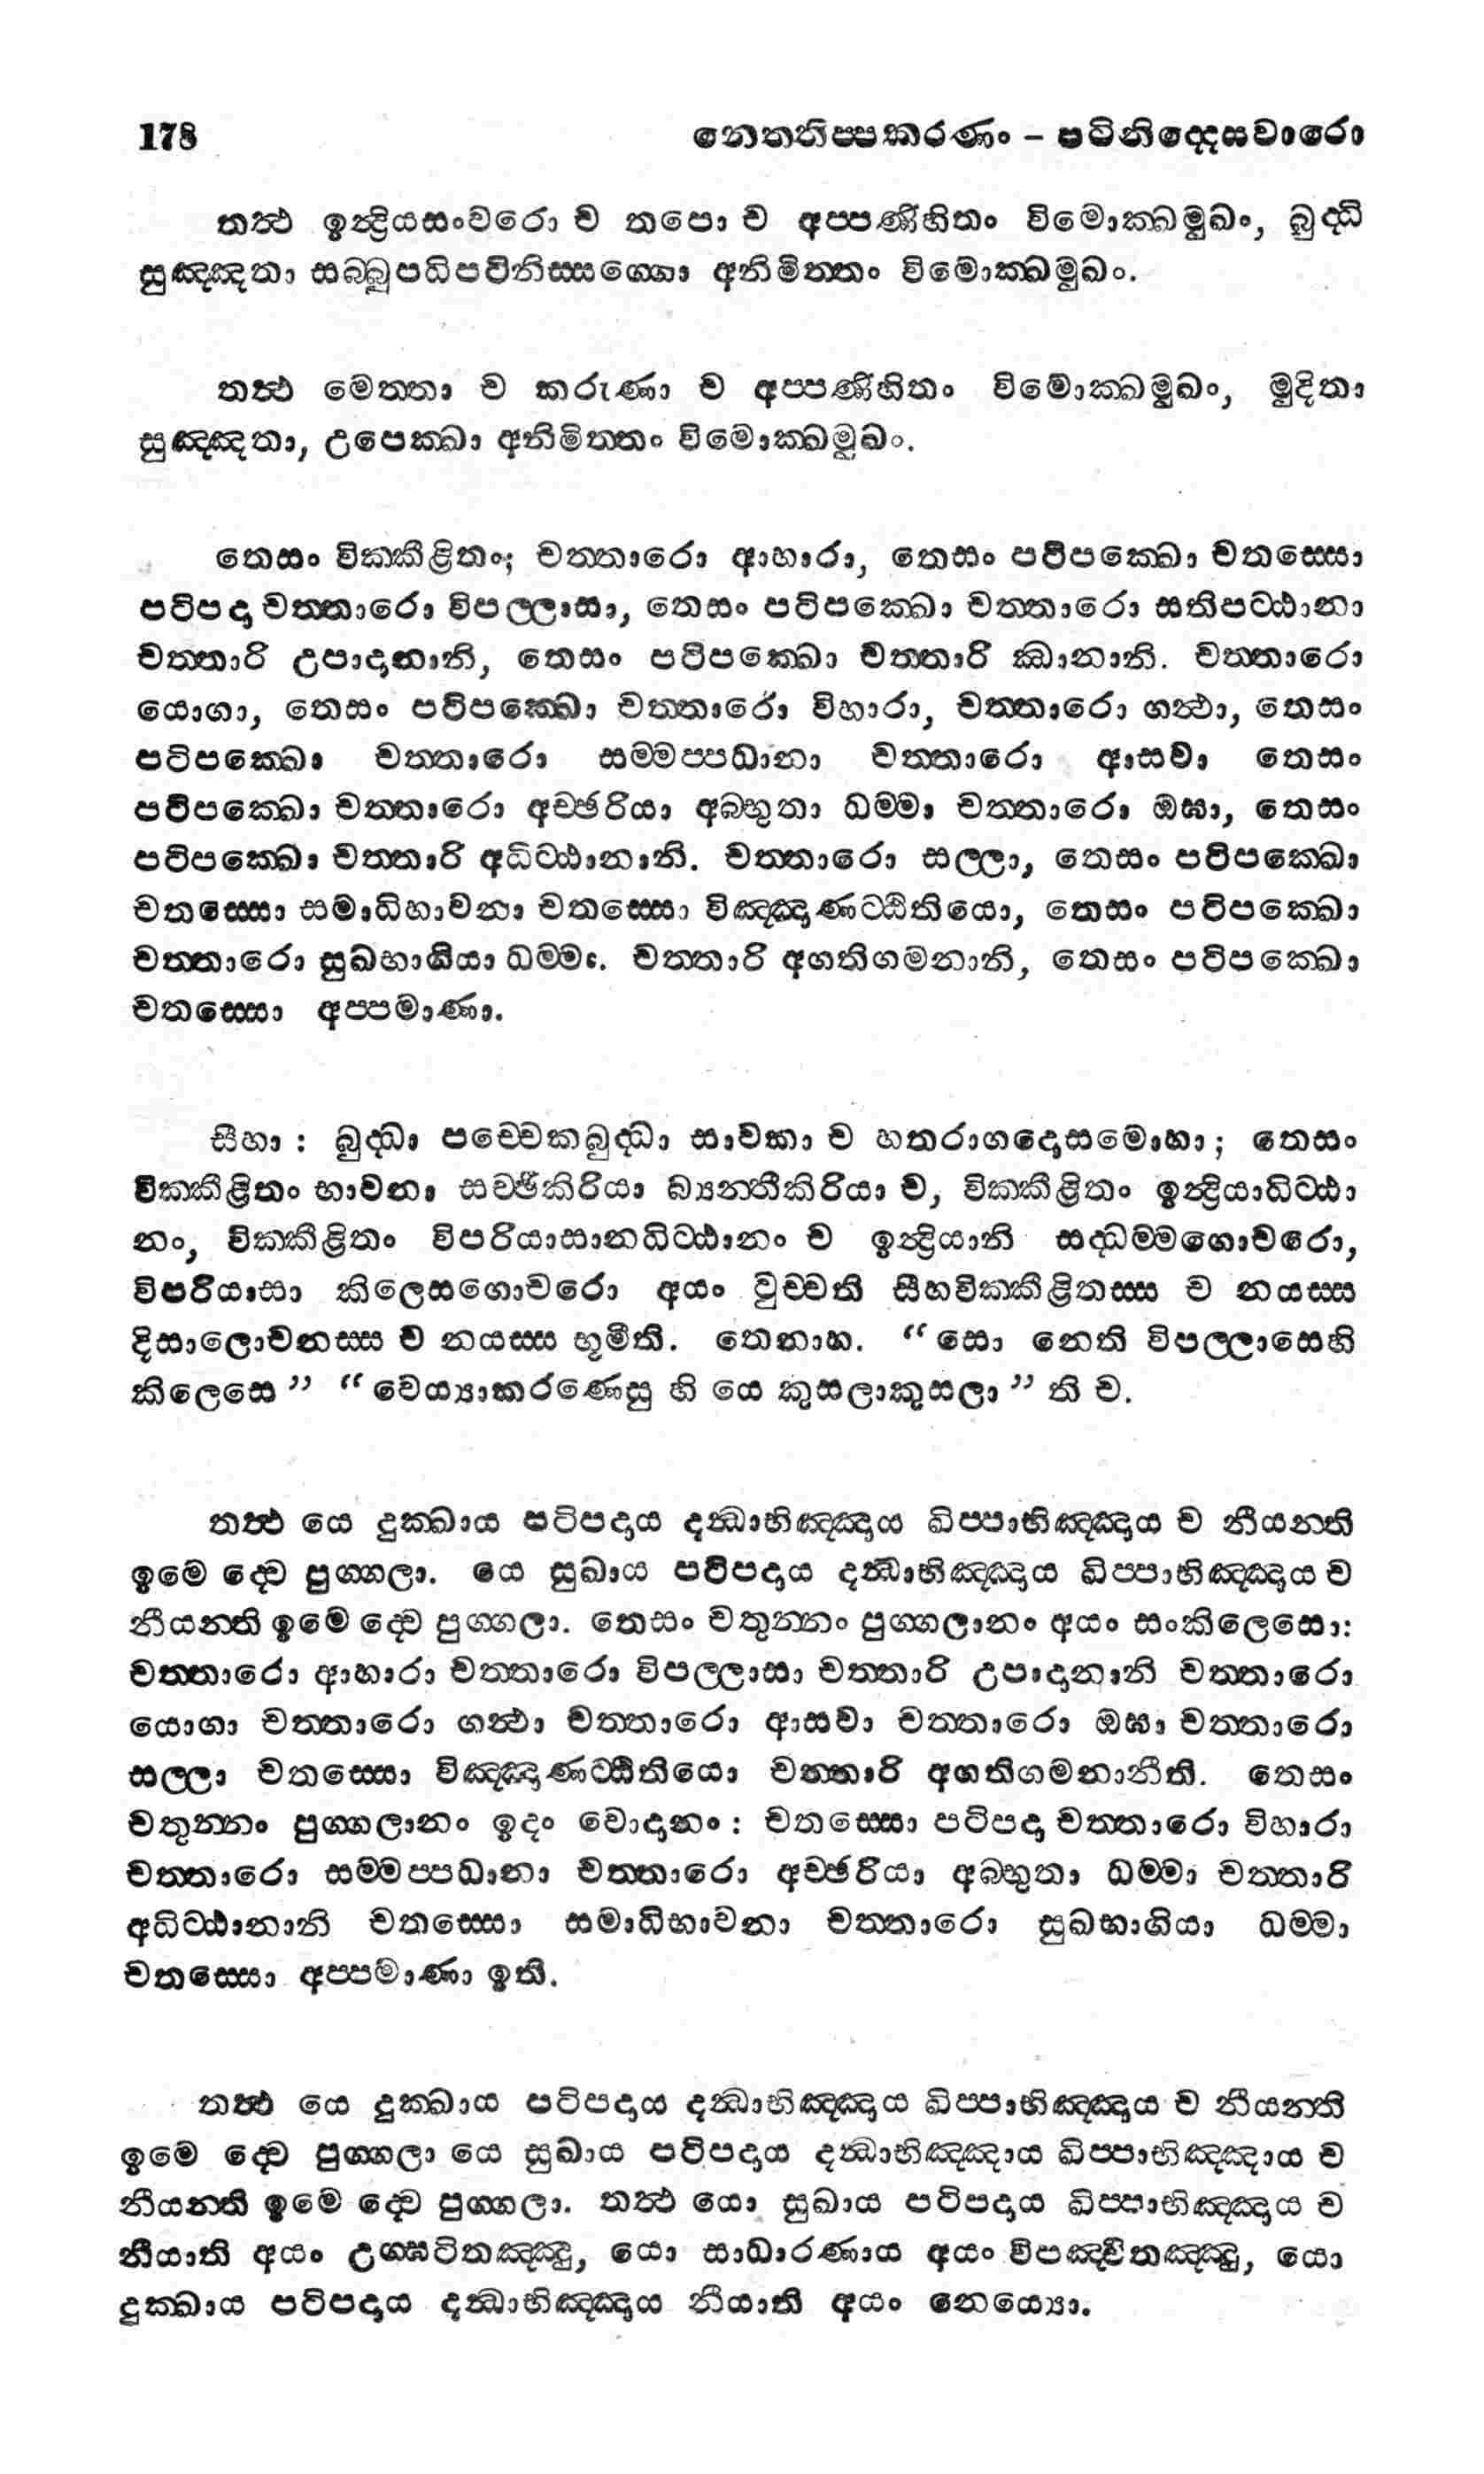 178 නෙත්තිප්පකරණං – පටිනිද්දෙසවාරො
තත්‍ථ ඉන්‍ද්‍රියසංවරො ච තපො ච අප්පණිහිතං විමොක්ඛමුඛං, බුද්ධි
සුඤ්ඤතා සබ්බූපධිපටිනිස්සග්ගො අනිමිත්තං විමොක්ඛමුඛං.
තත්‍ථ මෙත්තා ච කරුණා ච අප්පණිහිතං විමොක්ඛමුඛං, මුදිතා
සුඤ්ඤතා, උපෙක්ඛා අනිමිත්තං විමොක්ඛමුඛං.
තෙසං වික්කීළිතං; චත්තාරො ආහාරා, තෙසං පටිපක්ඛො චතස්සො
පටිපදා චත්තාරො විපල්ලාසා, තෙසං පටිපක්ඛො චත්තාරො සතිපට්ඨානා
චත්තාරි උපාදානානි, තෙසං පටිපක්ඛො චත්තාරි ඣානානි. චත්තාරො
යොගා, තෙසං පටිපක්ඛො චත්තාරො විහාරා, චත්තාරො ගන්‍ථා, තෙසං
පටිපක්ඛො චත්තාරො සම්මප්පධානා චත්තාරො ආසවා තෙසං
පටිපක්ඛො චත්තාරො අච්ඡරියා අබ්භුතා ධම්මා චත්තාරො ඔඝා, තෙසං
පටිපක්ඛො චත්තාරි අධිට්ඨානානි. චත්තාරො සල්ලා, තෙසං පටිපක්ඛො
චතස්සො සමාධිභාවනා චතස්සො විඤ්ඤාණට්ඨිතියො, තෙසං පටිපක්ඛො
චත්තාරො සුඛභාගියා ධම්මා. චත්තාරි අගතිගමනානි, තෙසං පටිපක්ඛො
චතස්සො අප්පමාණා.
සීහා : බුද්ධා පච්චෙකබුද්ධා සාවකා ච හතරාගදොසමොහා; තෙසං
වික්කීළිතං භාවනා සච්ඡිකිරියා බ්‍යන්තීකිරියා ච, වික්කීළිතං ඉන්‍ද්‍රියාධිට්ඨා
නං, වික්කීළිතං විපරියාසානධිට්ඨානං ච ඉන්‍ද්‍රියානි සද්ධම්මගොචරො,
විපරියාසා කිලෙසගොචරො අයං වුච්චති සීහවික්කීළිතස්ස ච නයස්ස
දිසාලොචනස්ස ච නයස්ස භූමීති. තෙනාහ. “සො නෙති විපල්ලාසෙහි
කිලෙසෙ” “වෙය්‍යාකරණෙසු හි යෙ කුසලාකුසලා” ති ච.
තත්‍ථ යෙ දුක්ඛාය පටිපදාය දන්‍ධාභිඤ්ඤාය ඛිප්පාභිඤ්ඤාය ච නීයන්ති
ඉමෙ ද්වෙ පුග්ගලා. යෙ සුඛාය පටිපදාය දන්‍ධාභිඤ්ඤාය ඛිප්පාභිඤ්ඤාය ච
නීයන්ති ඉමෙ ද්වෙ පුග්ගලා. තෙසං චතුන්නං පුග්ගලානං අයං සංකිලෙසො:
චත්තාරො ආහාරා චත්තාරො විපල්ලාසා චත්තාරි උපාදානානි චත්තාරො
යොගා චත්තාරො ගන්‍ථා චත්තාරො ආසවා චත්තාරො ඔඝා චත්තාරො
සල්ලා චතස්සො විඤ්ඤාණට්ඨිතියො චත්තාරි අගතිගමනානීති. තෙසං
චතුන්නං පුග්ගලානං ඉදං වොදානං : චතස්සො පටිපදා චත්තාරො විහාරා
චත්තාරො සම්මප්පධානා චත්තාරො අච්ඡරියා අබ්භුතා ධම්මා චත්තාරි
අධිට්ඨානානි චතස්සො සමාධිභාවනා චත්තාරො සුඛභාගියා ධම්මා
චතස්සො අප්පමාණා ඉති.
තත්‍ථ යෙ දුක්ඛාය පටිපදාය දන්‍ධාභිඤ්ඤාය ඛිප්පාභිඤ්ඤාය ච නීයන්ති
ඉමෙ ද්වෙ පුග්ගලා යෙ සුඛාය පටිපදාය දන්‍ධාභිඤ්ඤාය ඛිප්පාභිඤ්ඤාය ච
නීයන්ති ඉමෙ ද්වෙ පුග්ගලා. තත්‍ථ යො සුඛාය පටිපදාය ඛිප්පාභිඤ්ඤාය ච
නීයාති අයං උග්ඝටිතඤ්ඤු, යො සාධාරණාය අයං විපඤ්චිතඤ්ඤු, යො
දුක්ඛාය පටිපදාය දන්‍ධාභිඤ්ඤාය නීයාති අයං නෙය්‍යො.